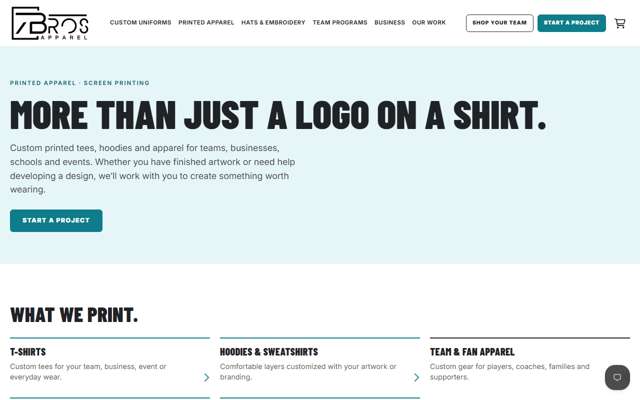 7BROS
APPAREL
CUSTOM UNIFORMS PRINTED APPAREL HATS & EMBROIDERY TEAM PROGRAMS BUSINESS OUR WORK
SHOP YOUR TEAM
START A PROJECT
PRINTED APPAREL · SCREEN PRINTING
MORE THAN JUST A LOGO ON A SHIRT.
Custom printed tees, hoodies and apparel for teams, businesses,
schools and events. Whether you have finished artwork or need help
developing a design, we'll work with you to create something worth
wearing.
START A PROJECT
WHAT WE PRINT.
T-SHIRTS
Custom tees for your team, business, event or
everyday wear.
HOODIES & SWEATSHIRTS
Comfortable layers customized with your artwork or
branding.
TEAM & FAN APPAREL
Custom gear for players, coaches, families and
supporters.